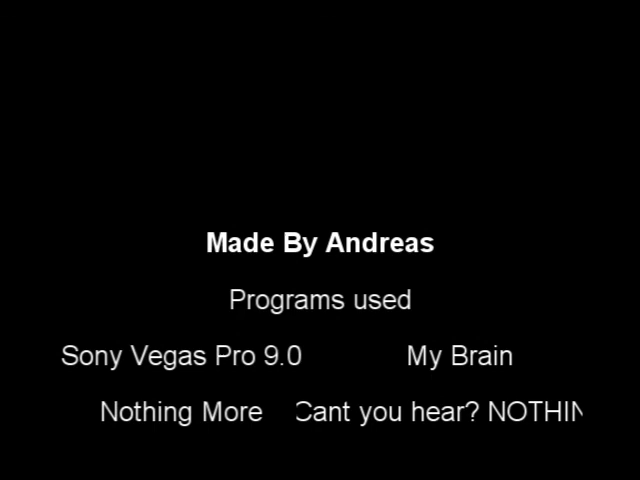 Made By Andreas
Programs used
Sony Vegas Pro 9.0 My Brain
Nothing More Cant you hear? NOTHIN